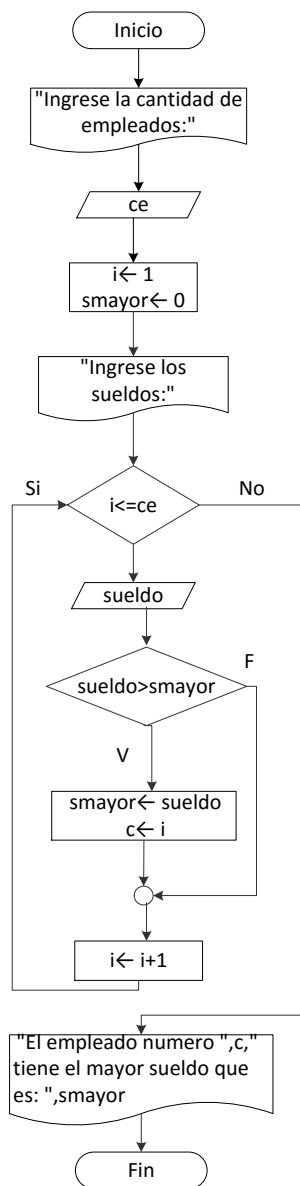 Inicio
"Ingrese la cantidad de
empleados:"
ce
i← 1
smayor← 0
"Ingrese los
sueldos:"
Si
No
i<=ce
sueldo
F
sueldo>smayor
V
smayor← sueldo
c← i
i← i+1
"El empleado numero ",c,"
tiene el mayor sueldo que
es: ",smayor
Fin